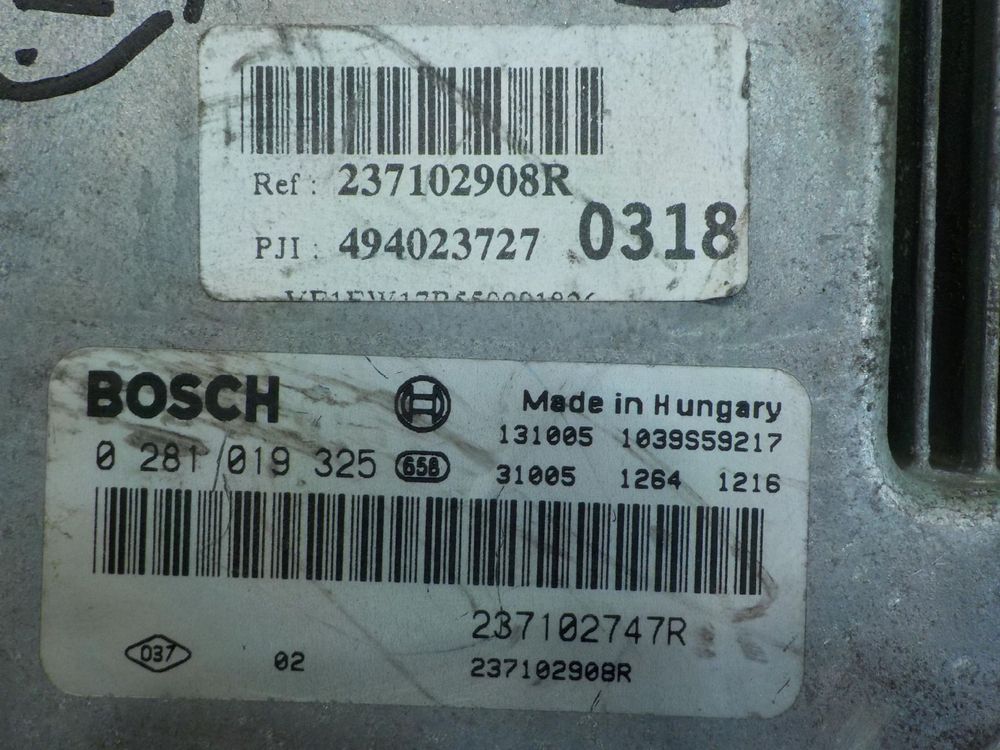 Ref : 237102908R
PJI : 494023727 0318
BOSCH
Made in Hungary
131005 1039S59217
0 281 019 325 658
31005 1264 1216
237102747R
037 02 237102908R